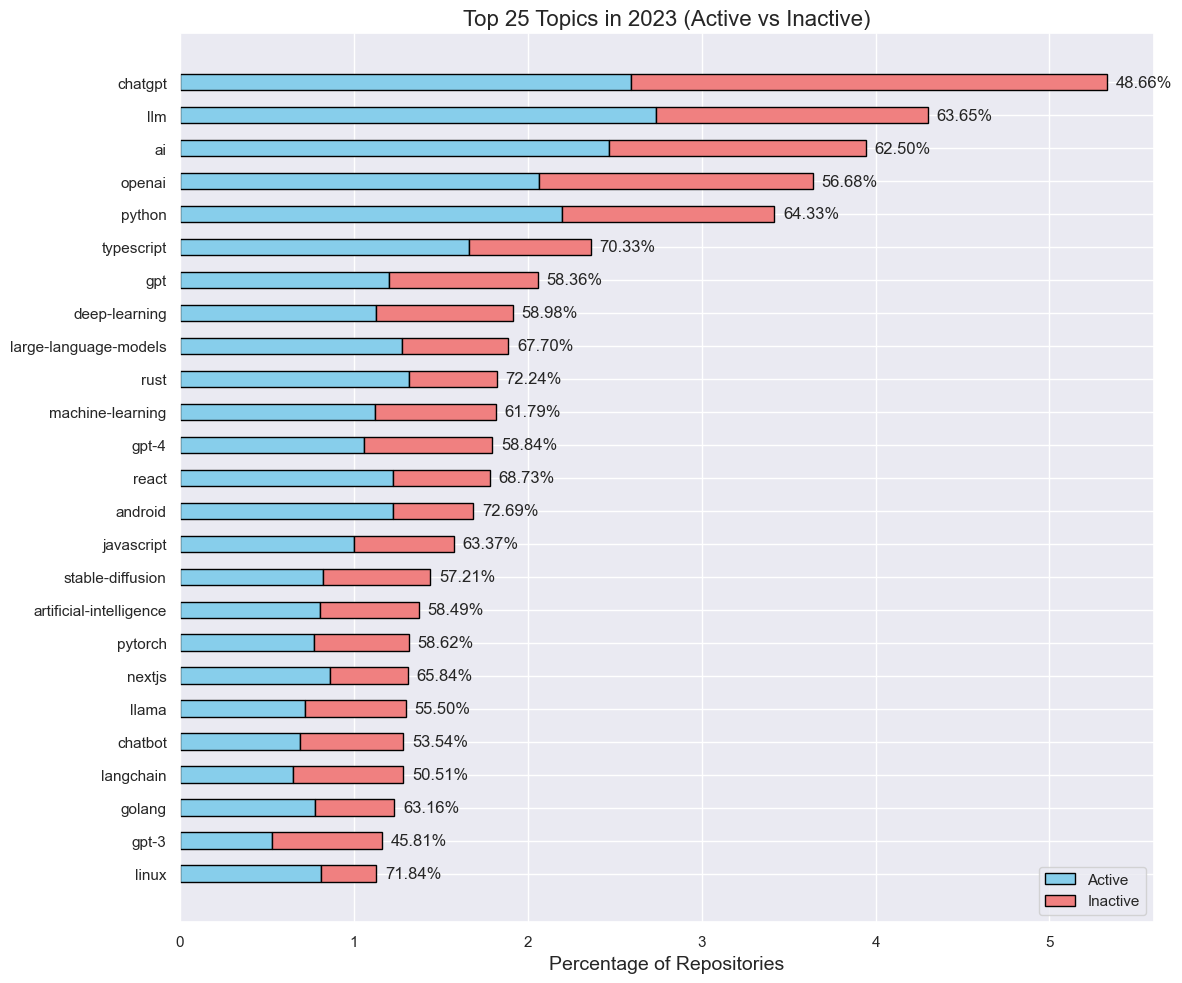 Top 25 Topics in 2023 (Active vs Inactive)
chatgpt 48.66%
llm 63.65%
ai 62.50%
openai 56.68%
python 64.33%
typescript 70.33%
gpt 58.36%
deep-learning 58.98%
large-language-models 67.70%
rust 72.24%
machine-learning 61.79%
gpt-4 58.84%
react 68.73%
android 72.69%
javascript 63.37%
stable-diffusion 57.21%
artificial-intelligence 58.49%
pytorch 58.62%
nextjs 65.84%
llama 55.50%
chatbot 53.54%
langchain 50.51%
golang 63.16%
gpt-3 45.81%
linux 71.84%
Active
Inactive
0 1 2 3 4 5
Percentage of Repositories